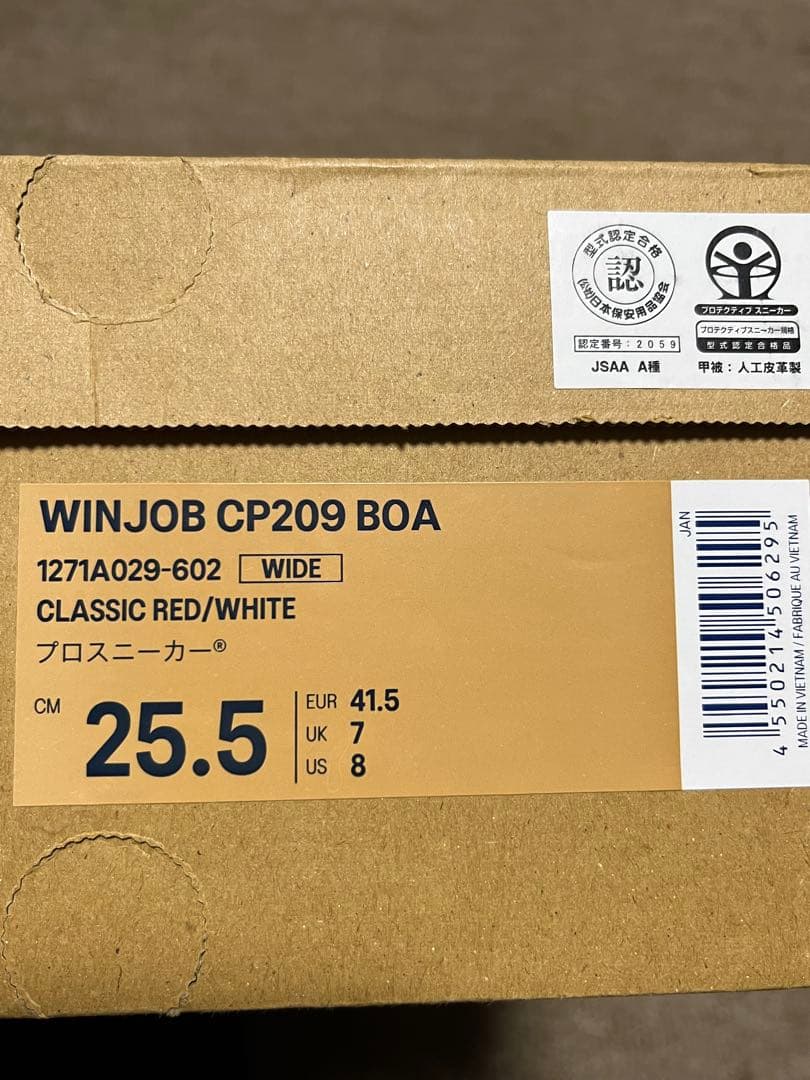 型式認定合格
認
(公社)日本保安用品協会
認定番号:2059
JSAA A種
プロテクティブ スニーカー
プロテクティブスニーカー規格
型式認定合格品
甲被:人工皮革製
WINJOB CP209 BOA
1271A029-602 WIDE
CLASSIC RED/WHITE
プロスニーカー®
CM 25.5
EUR 41.5
UK 7
US 8
JAN
4550214506295
MADE IN VIETNAM / FABRIQUE AU VIETNAM